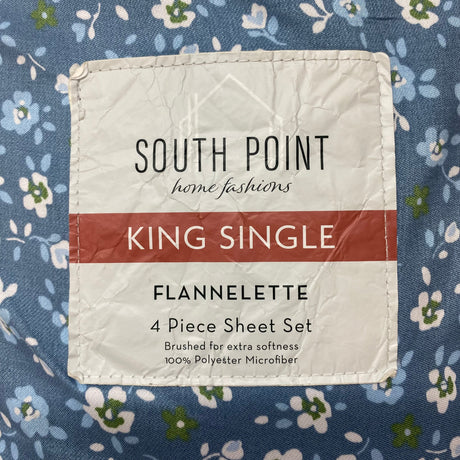 SOUTH POINT
home fashions
KING SINGLE
FLANNELETTE
4 Piece Sheet Set
Brushed for extra softness
100% Polyester Microfiber